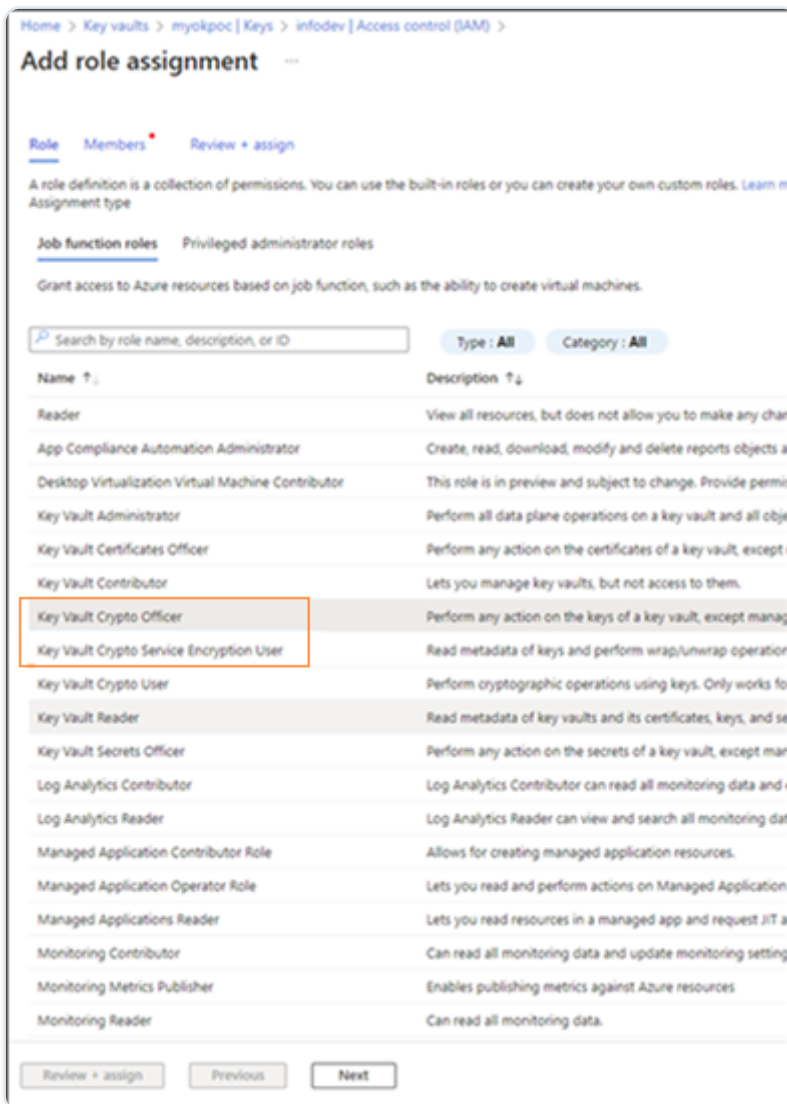 Home > Key vaults > myokpoc | Keys > infodev | Access control (IAM) >
Add role assignment ...
Role Members Review + assign
A role definition is a collection of permissions. You can use the built-in roles or you can create your own custom roles. Learn
Assignment type
Job function roles Privileged administrator roles
Grant access to Azure resources based on job function, such as the ability to create virtual machines.
Search by role name, description, or ID Type : All Category : All
Name ↑↓ Description ↑↓
Reader View all resources, but does not allow you to make any
App Compliance Automation Administrator Create, read, download, modify and delete reports objects
Desktop Virtualization Virtual Machine Contributor This role is in preview and subject to change. Provide
Key Vault Administrator Perform all data plane operations on a key vault and all
Key Vault Certificates Officer Perform any action on the certificates of a key vault, except
Key Vault Contributor Lets you manage key vaults, but not access to them.
Key Vault Crypto Officer Perform any action on the keys of a key vault, except
Key Vault Crypto Service Encryption User Read metadata of keys and perform wrap/unwrap operation
Key Vault Crypto User Perform cryptographic operations using keys. Only works
Key Vault Reader Read metadata of key vaults and its certificates, keys, and
Key Vault Secrets Officer Perform any action on the secrets of a key vault, except
Log Analytics Contributor Log Analytics Contributor can read all monitoring data and
Log Analytics Reader Log Analytics Reader can view and search all monitoring
Managed Application Contributor Role Allows for creating managed application resources.
Managed Application Operator Role Lets you read and perform actions on Managed Application
Managed Applications Reader Lets you read resources in a managed app and request JIT
Monitoring Contributor Can read all monitoring data and update monitoring setting
Monitoring Metrics Publisher Enables publishing metrics against Azure resources
Monitoring Reader Can read all monitoring data.
Review + assign Previous Next